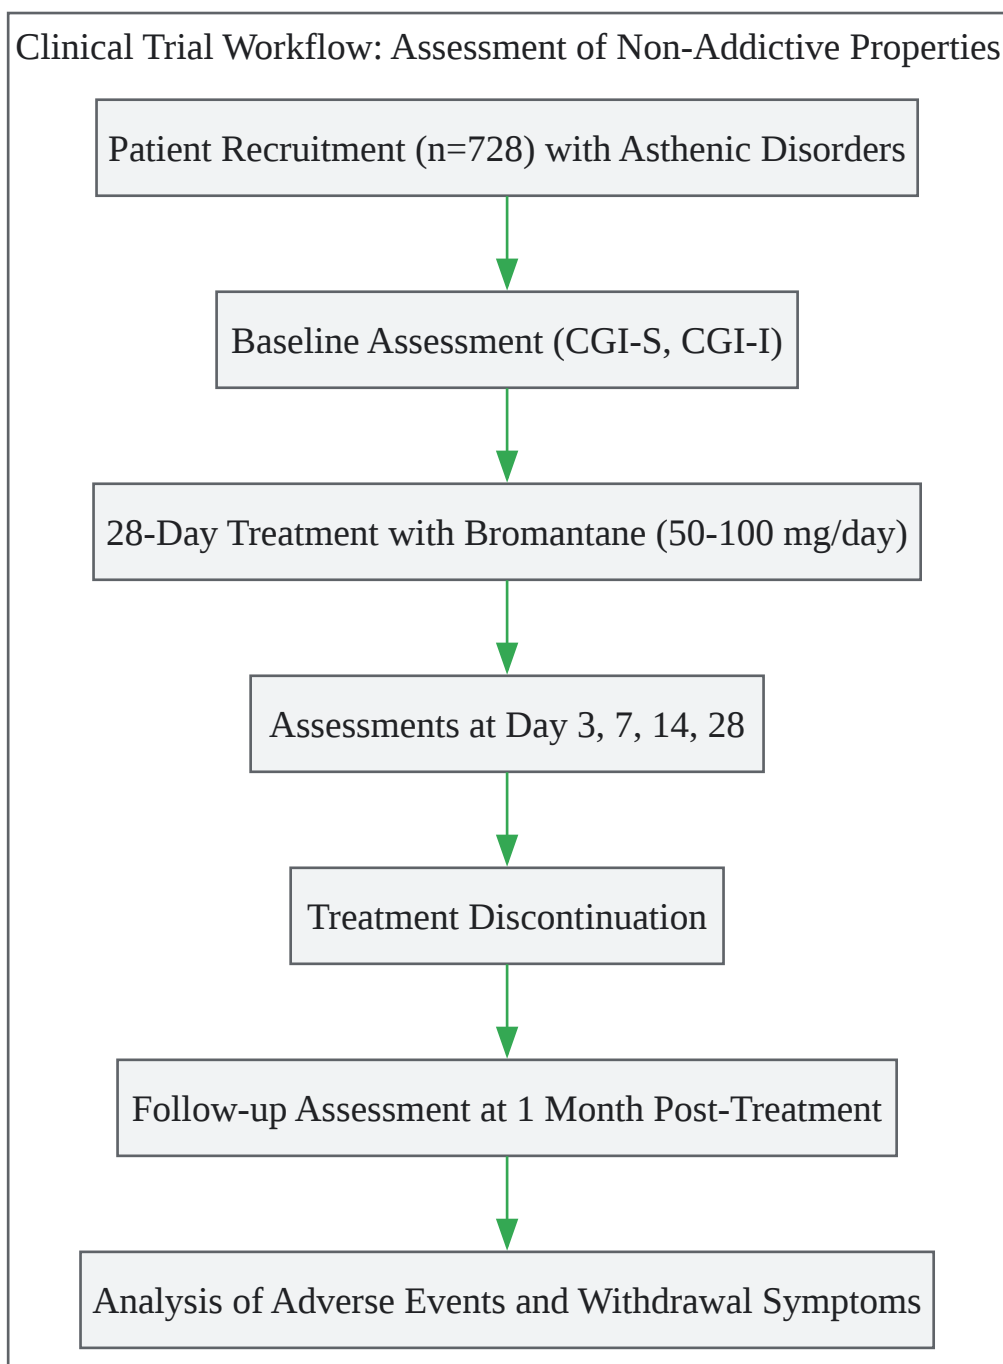 Clinical Trial Workflow: Assessment of Non-Addictive Properties
Patient Recruitment (n=728) with Asthenic Disorders
Baseline Assessment (CGI-S, CGI-I)
28-Day Treatment with Bromantane (50-100 mg/day)
Assessments at Day 3, 7, 14, 28
Treatment Discontinuation
Follow-up Assessment at 1 Month Post-Treatment
Analysis of Adverse Events and Withdrawal Symptoms